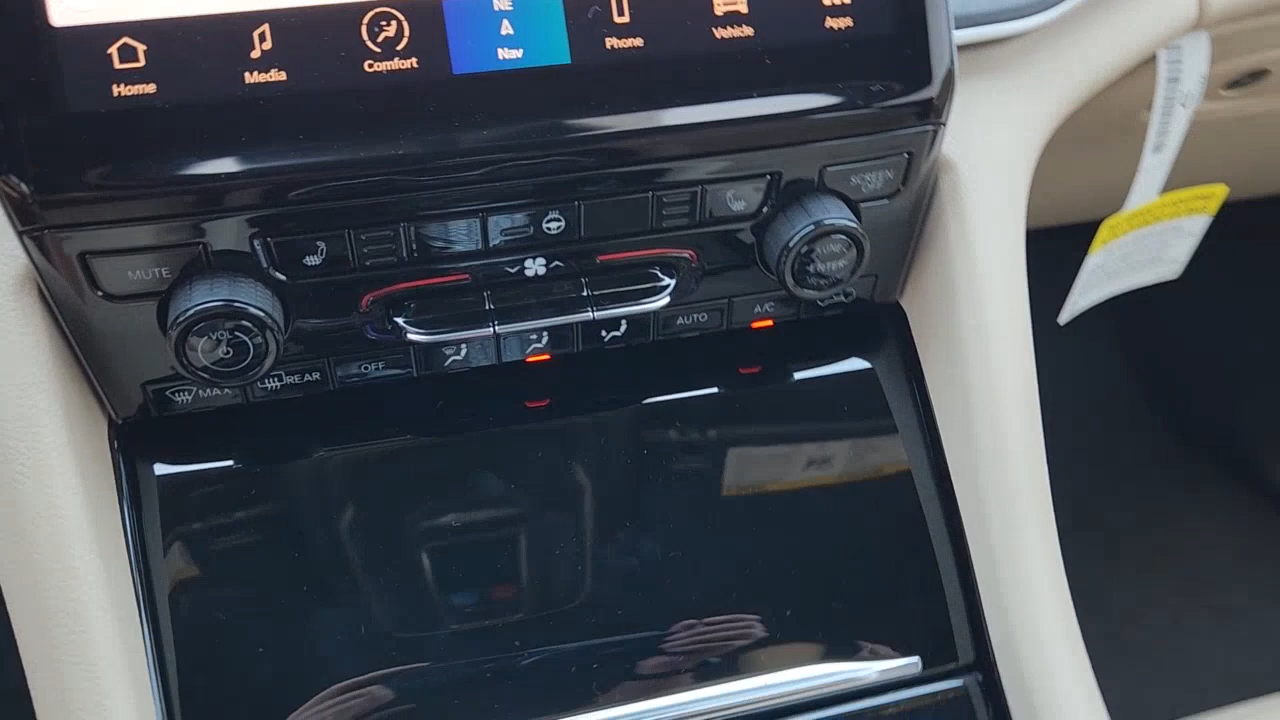 NE
Home
Media
Comfort
Nav
Phone
Vehicle
Apps
MUTE
SCREEN
OFF
VOL
TUNE
ENTER
MAX
REAR
OFF
AUTO
A/C